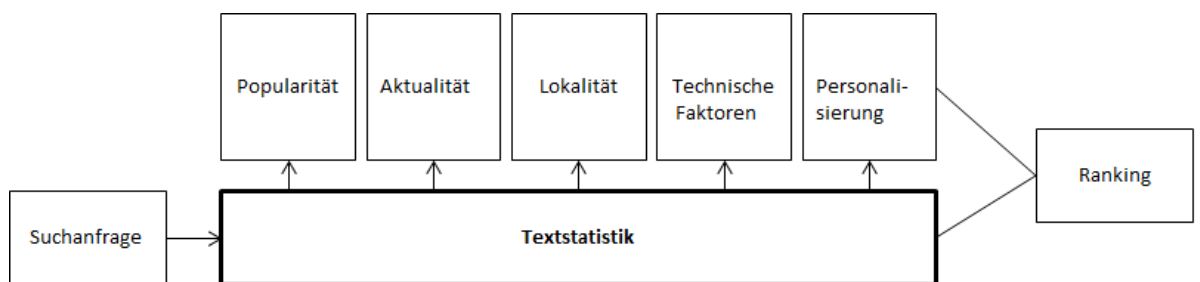 Popularität
Aktualität
Lokalität
Technische
Faktoren
Personali-
sierung
Ranking
Suchanfrage
Textstatistik